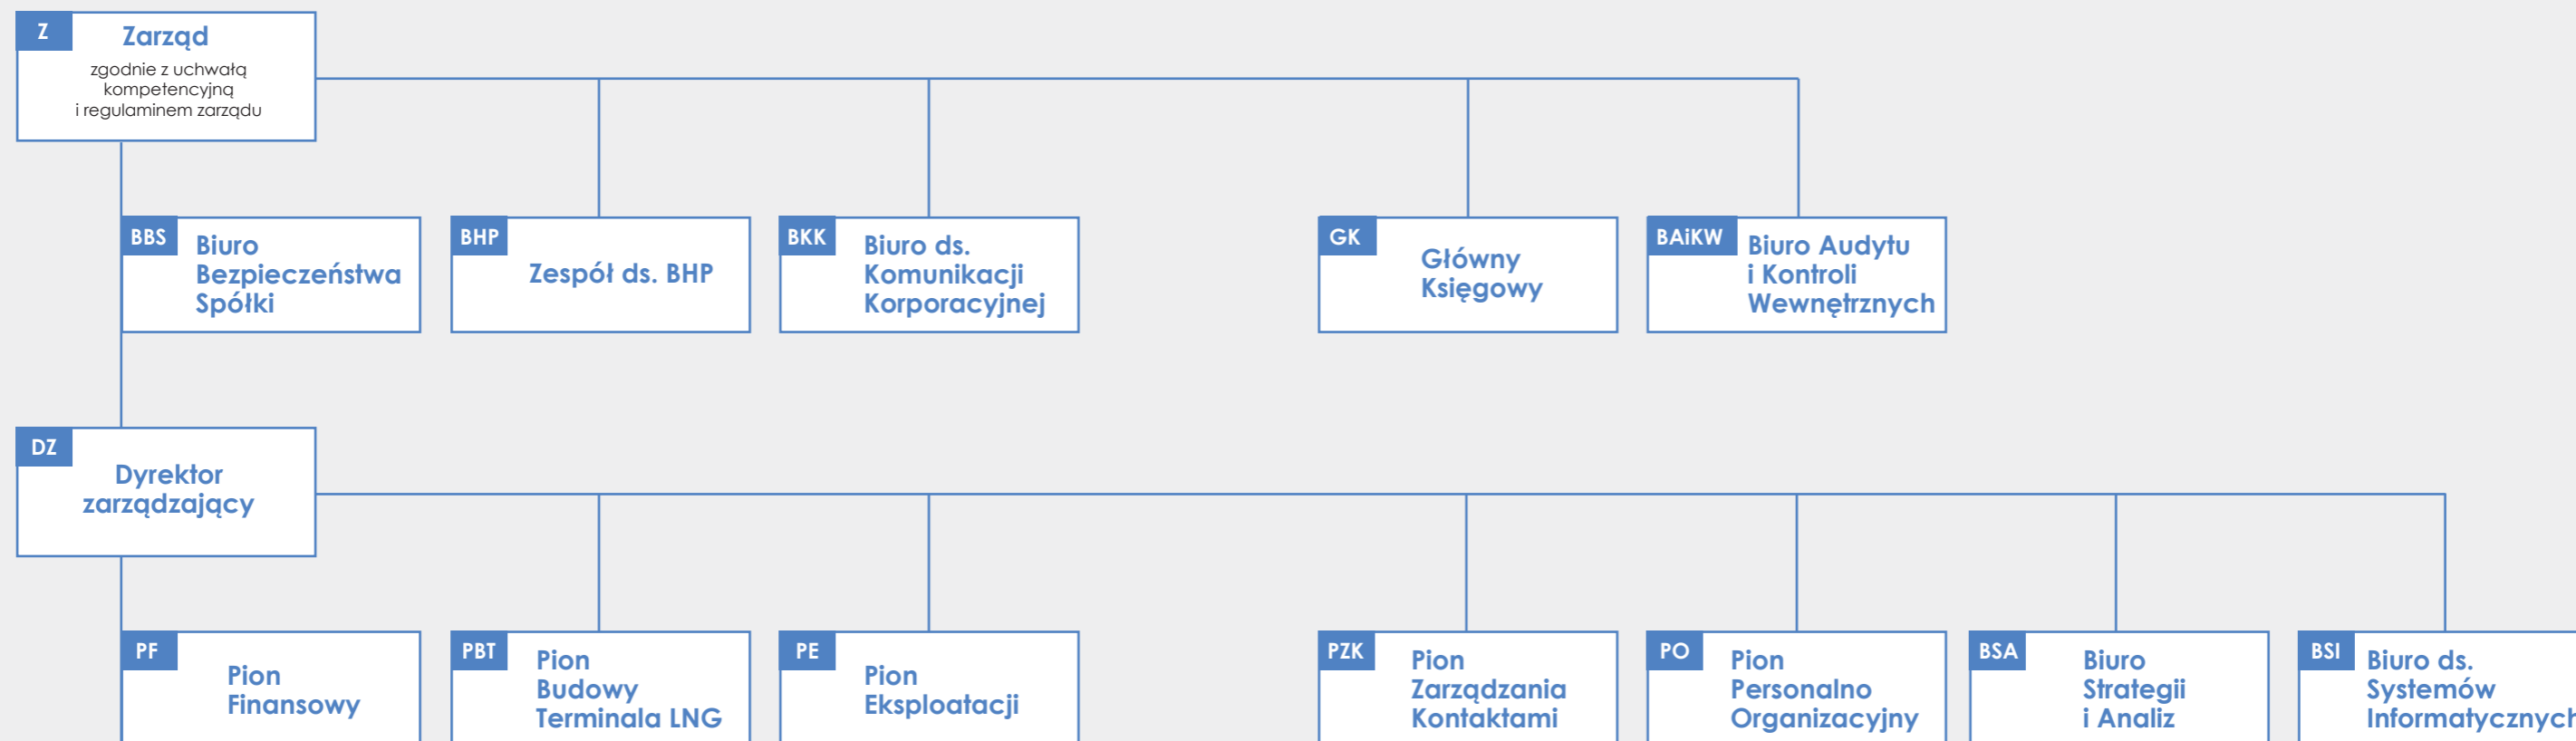 Z
Zarząd
zgodnie z uchwałą
kompetencyjną
i regulaminem zarządu
BBS
Biuro
Bezpieczeństwa
Spółki
BHP
Zespół ds. BHP
BKK
Biuro ds.
Komunikacji
Korporacyjnej
GK
Główny
Księgowy
BAiKW
Biuro Audytu
i Kontroli
Wewnętrznych
DZ
Dyrektor
zarządzający
PF
Pion
Finansowy
PBT
Pion
Budowy
Terminala LNG
PE
Pion
Eksploatacji
PZK
Pion
Zarządzania
Kontaktami
PO
Pion
Personalno
Organizacyjny
BSA
Biuro
Strategii
i Analiz
BSI
Biuro ds.
Systemów
Informatycznych